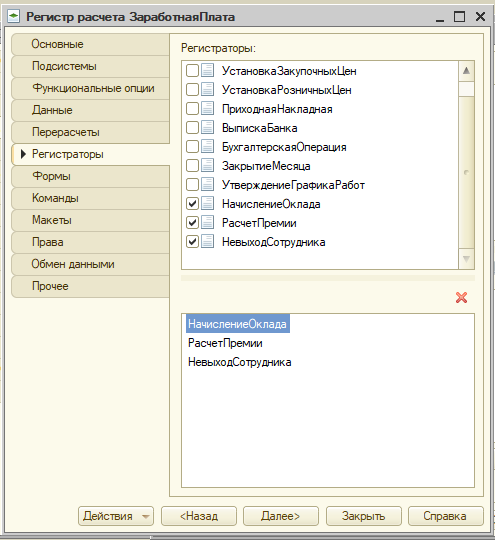 Регистр расчета ЗаработнаяПлата
Основные
Подсистемы
Функциональные опции
Данные
Перерасчеты
Регистраторы
Формы
Команды
Макеты
Права
Обмен данными
Прочее
Регистраторы:
УстановкаЗакупочныхЦен
УстановкаРозничныхЦен
ПриходнаяНакладная
ВыпискаБанка
БухгалтерскаяОперация
ЗакрытиеМесяца
УтверждениеГрафикаРабот
НачислениеОклада
РасчетПремии
НевыходСотрудника
НачислениеОклада
РасчетПремии
НевыходСотрудника
Действия
<Назад
Далее>
Закрыть
Справка